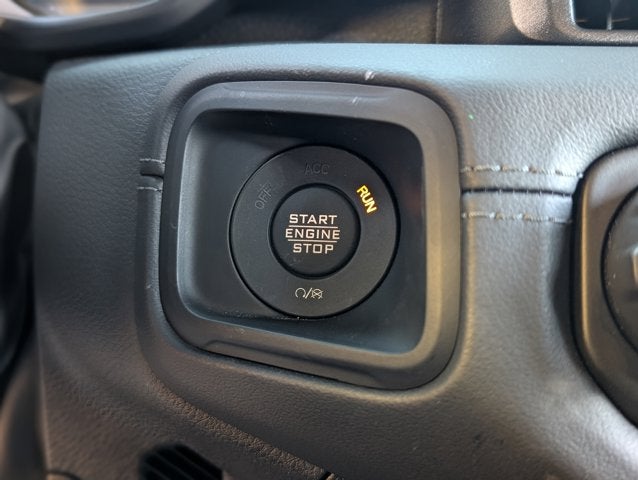 ACC
OFF
RUN
START
ENGINE
STOP